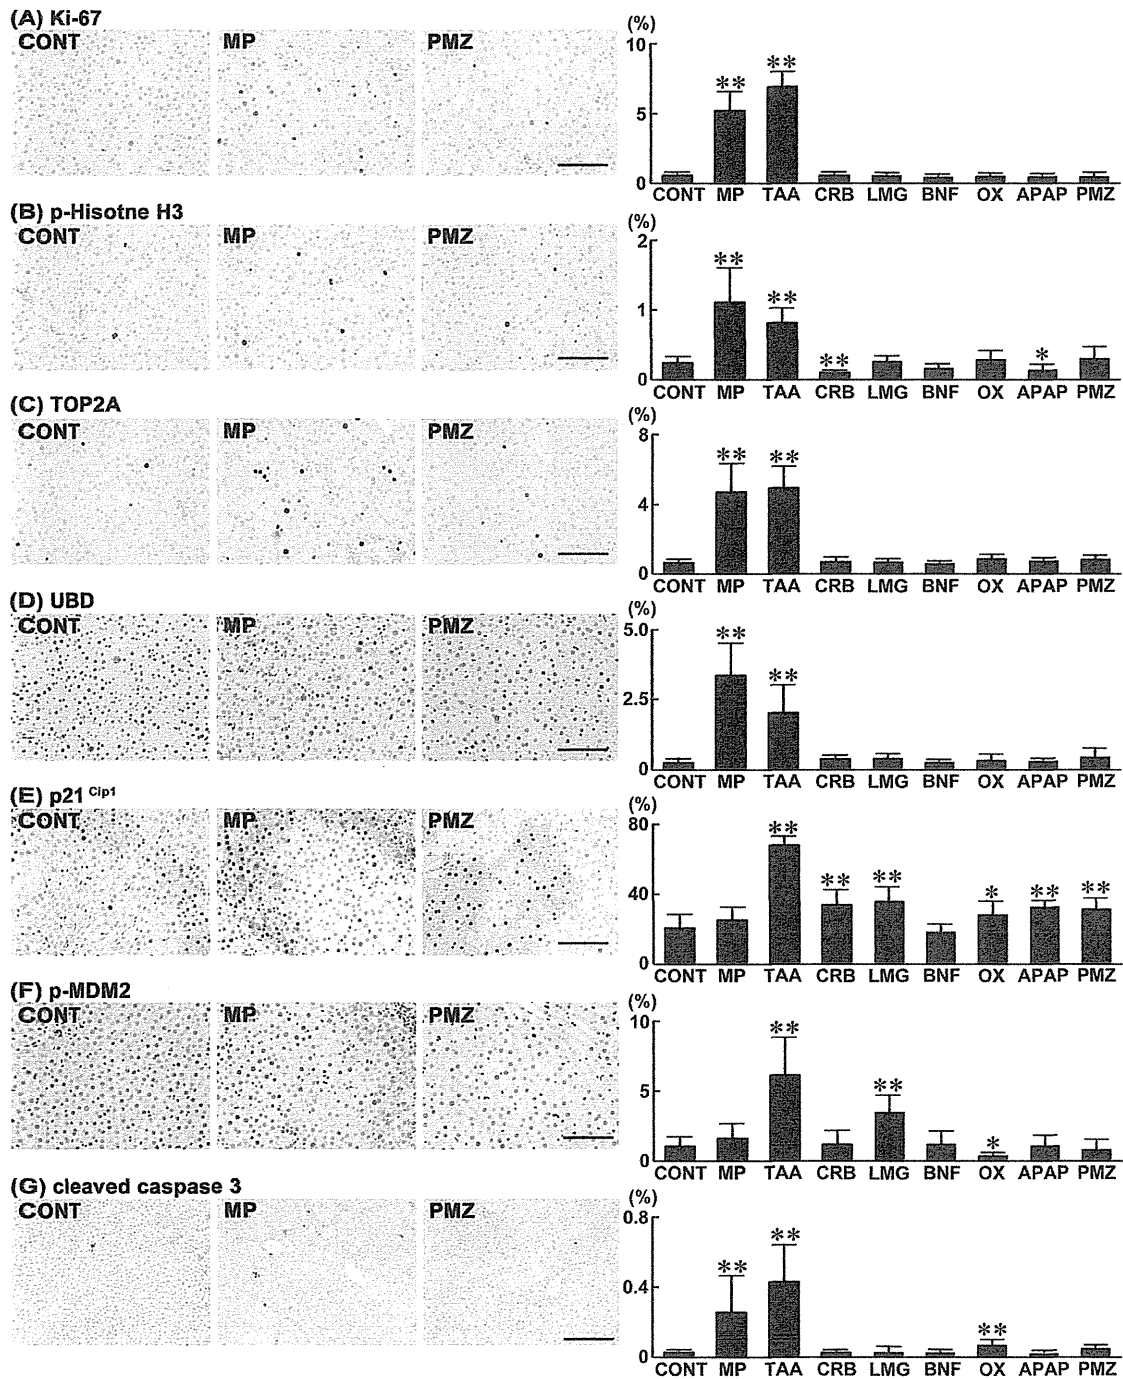 (A) Ki-67
CONT MP PMZ
(%)
10
** **
5
0
CONT MP TAA CRB LMG BNF OX APAP PMZ
(B) p-Hisotne H3
CONT MP PMZ
(%)
2
** **
1
** *
0
CONT MP TAA CRB LMG BNF OX APAP PMZ
(C) TOP2A
CONT MP PMZ
(%)
8
** **
4
0
CONT MP TAA CRB LMG BNF OX APAP PMZ
(D) UBD
CONT MP PMZ
(%)
5.0
** **
2.5
0
CONT MP TAA CRB LMG BNF OX APAP PMZ
(E) p21 Cip1
CONT MP PMZ
(%)
80
** ** ** * ** **
40
0
CONT MP TAA CRB LMG BNF OX APAP PMZ
(F) p-MDM2
CONT MP PMZ
(%)
10
** ** *
5
0
CONT MP TAA CRB LMG BNF OX APAP PMZ
(G) cleaved caspase 3
CONT MP PMZ
(%)
0.8
** ** **
0.4
0
CONT MP TAA CRB LMG BNF OX APAP PMZ